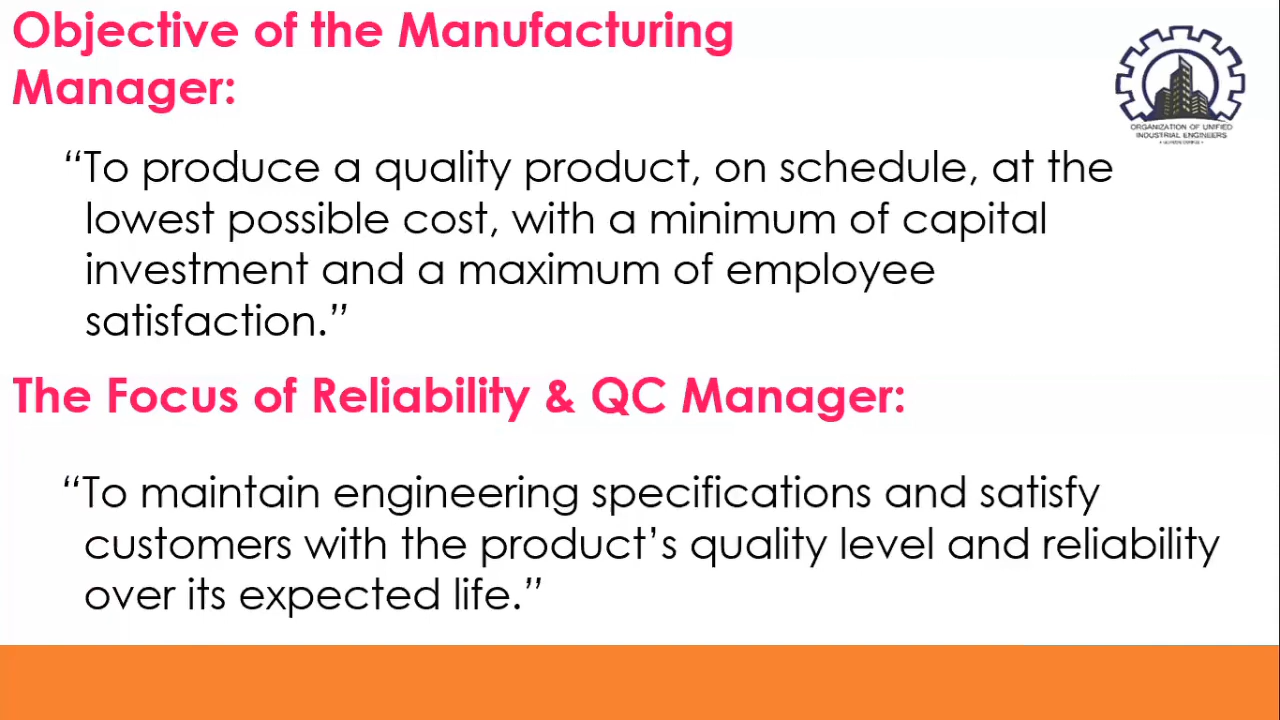 Objective of the Manufacturing
Manager:
ORGANIZATION OF UNIFIED
INDUSTRIAL ENGINEERS
“To produce a quality product, on schedule, at the
lowest possible cost, with a minimum of capital
investment and a maximum of employee
satisfaction.”
The Focus of Reliability & QC Manager:
“To maintain engineering specifications and satisfy
customers with the product’s quality level and reliability
over its expected life.”